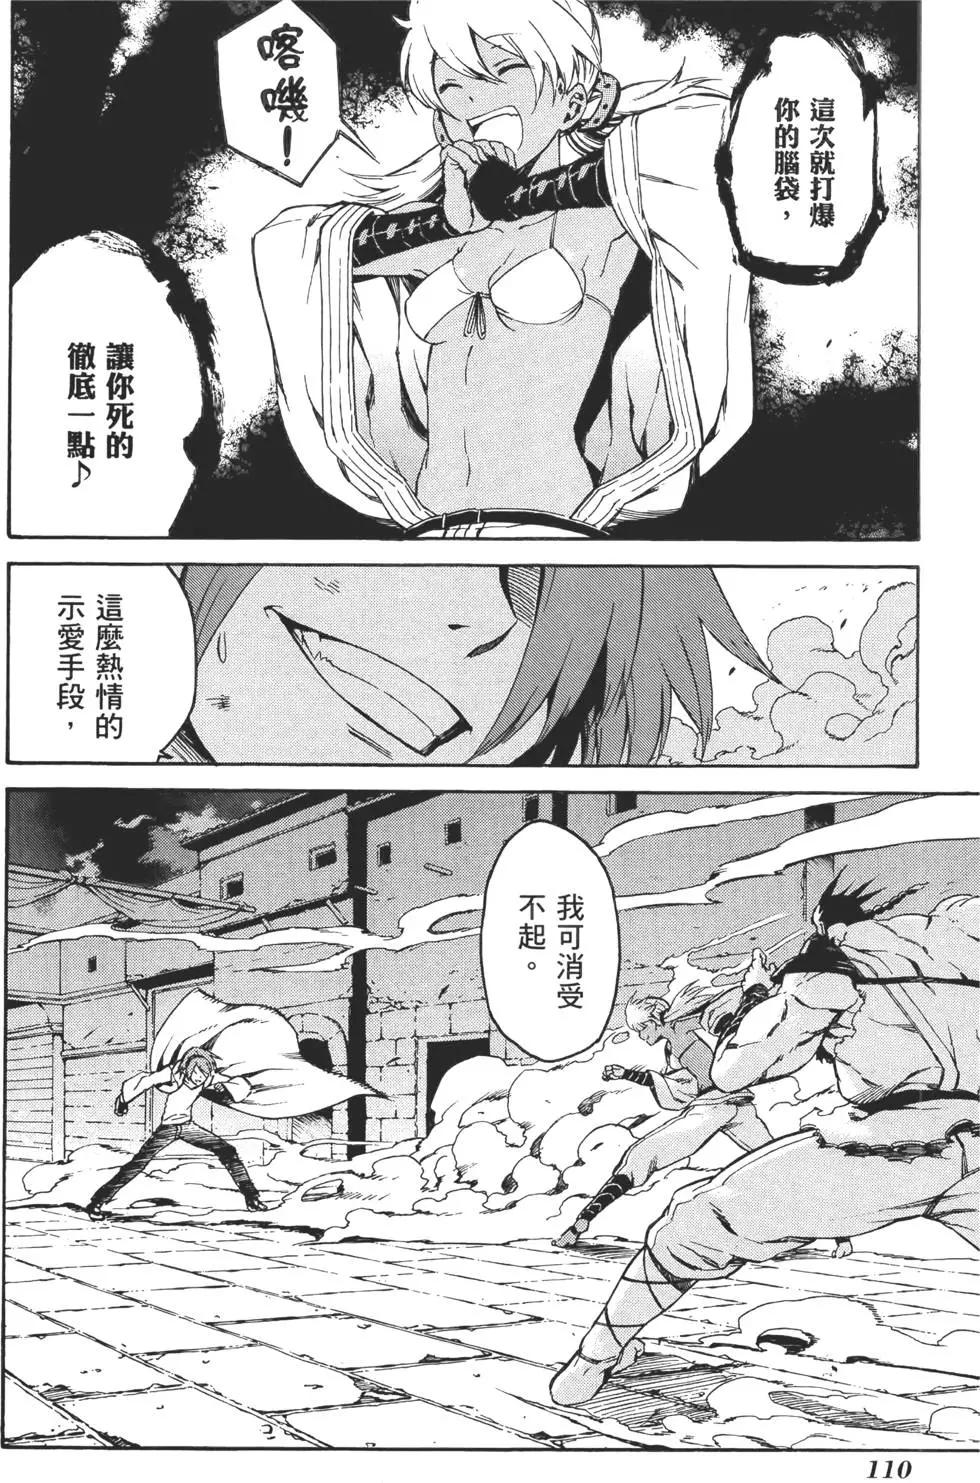 這次就打爆
你的腦袋，
喀嘰！
讓你死的
徹底一點♪
這麼熱情的
示愛手段，
我可消受
不起。
110